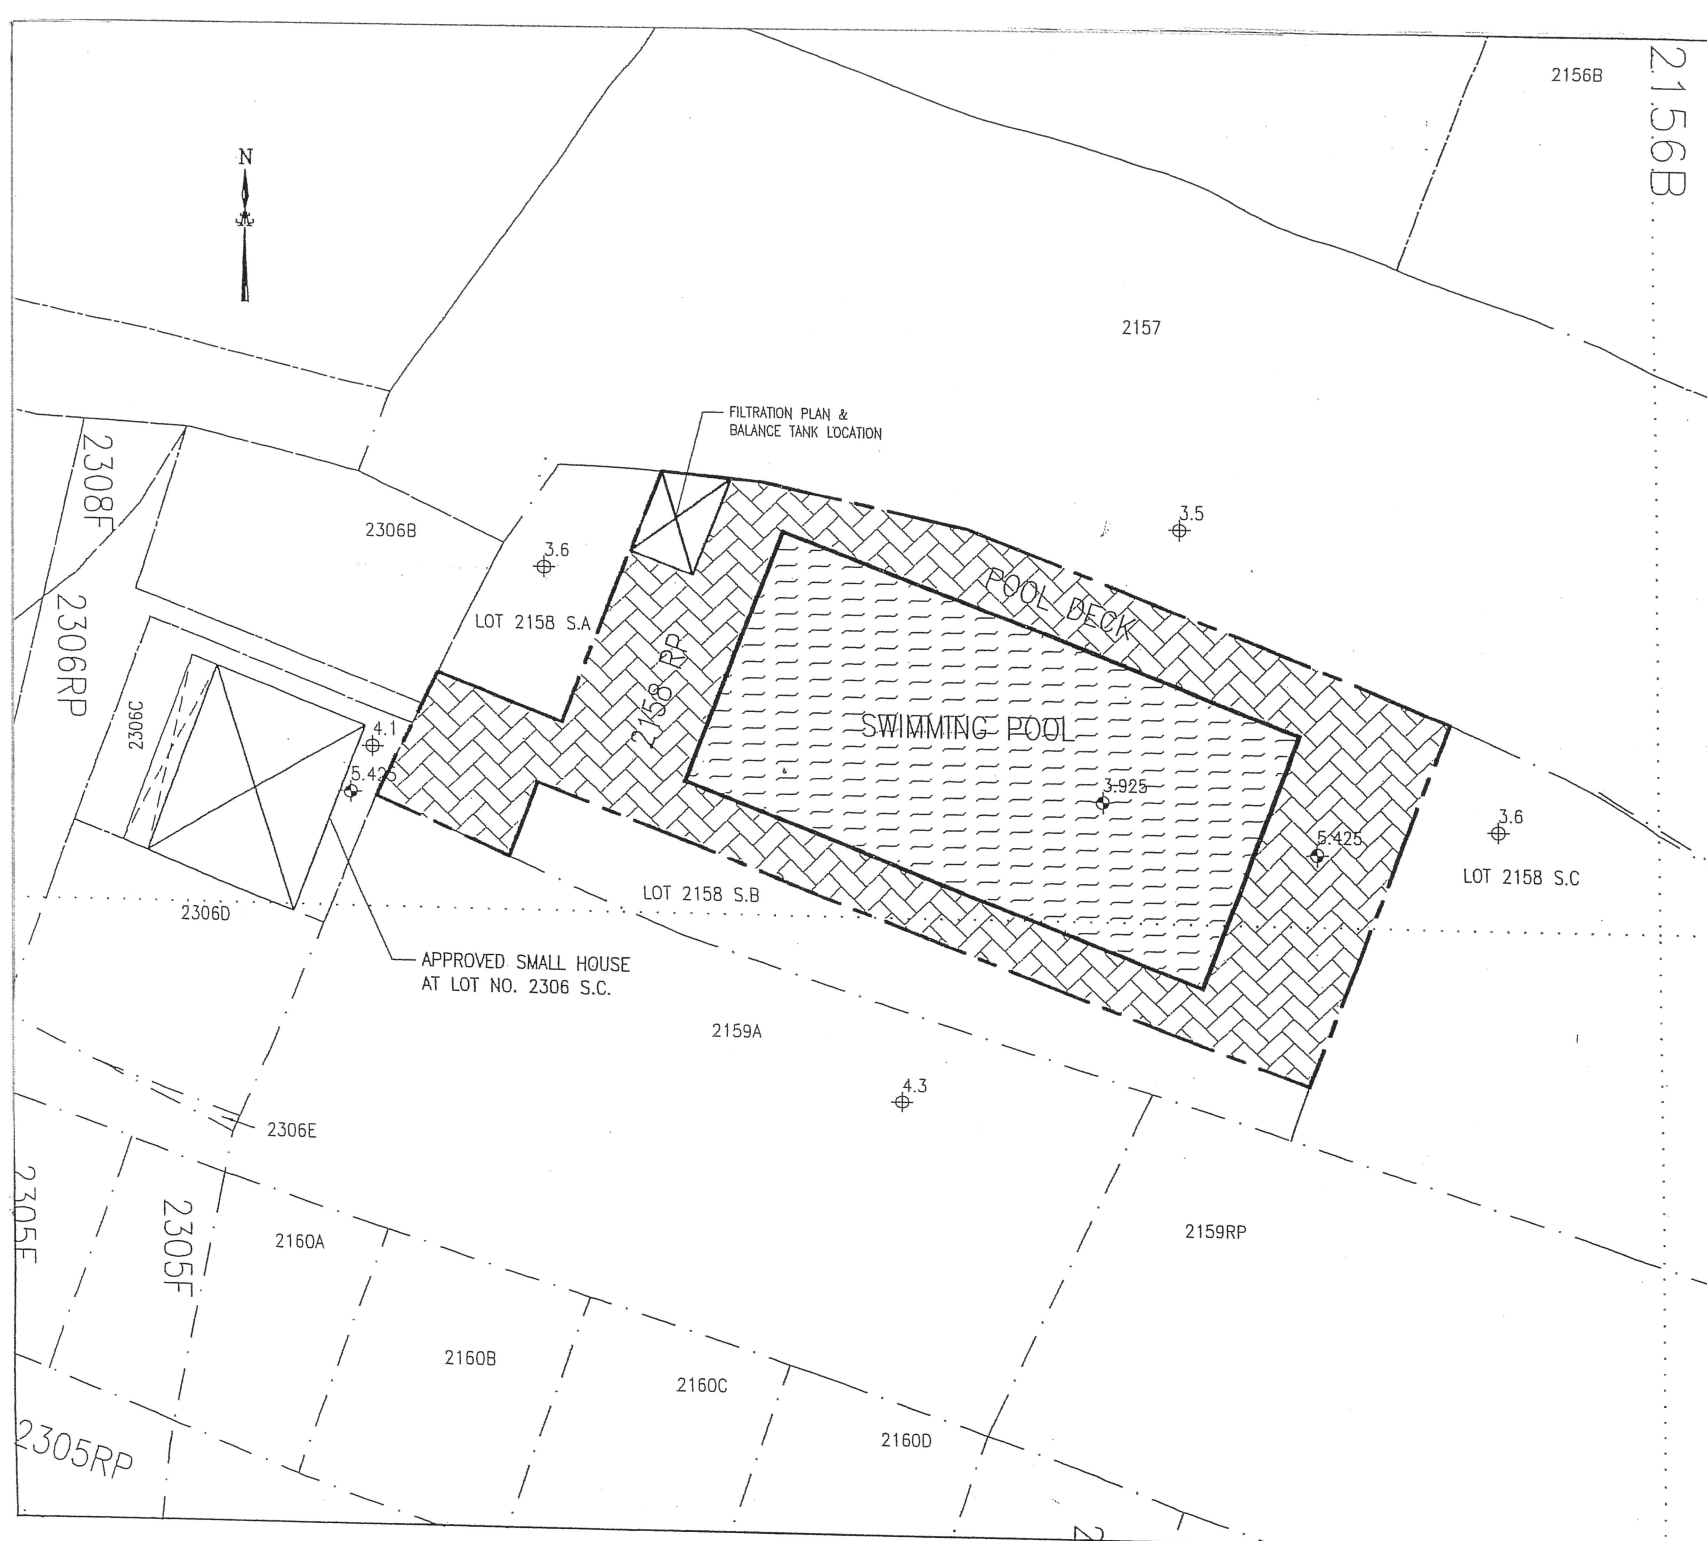 2156B
2156B
N
2157
FILTRATION PLAN &
BALANCE TANK LOCATION
2308F
2306B
3.6
3.5
POOL DECK
2306RP
LOT 2158 S.A
2158 RP
2306C
4.1
5.425
SWIMMING POOL
3.925
5.425
3.6
LOT 2158 S.C
LOT 2158 S.B
2306D
APPROVED SMALL HOUSE
AT LOT NO. 2306 S.C.
2159A
4.3
2306E
2305E
2305F
2160A
2159RP
2160B
2160C
2160D
2305RP
2